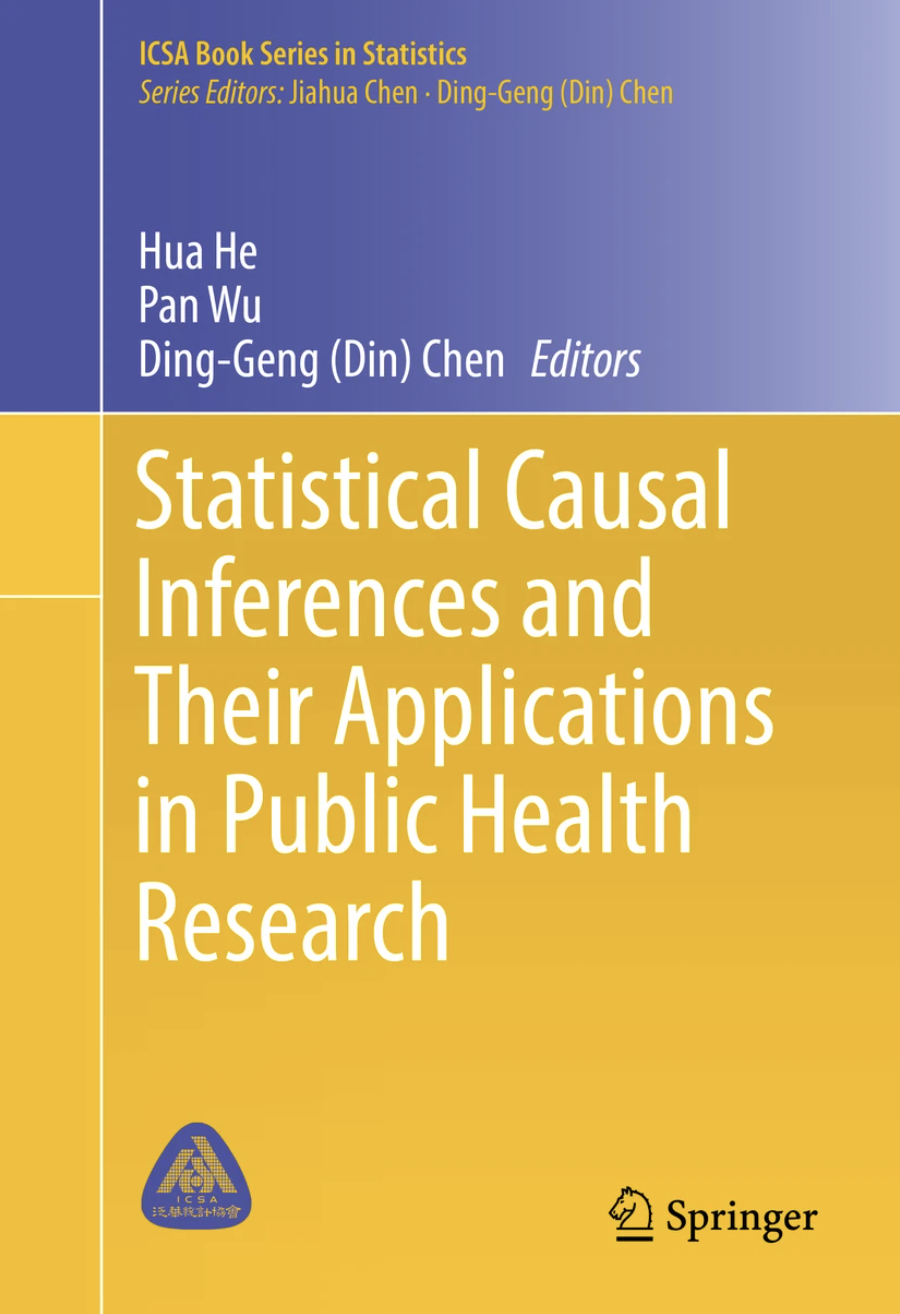 ICSA Book Series in Statistics
Series Editors: Jiahua Chen · Ding-Geng (Din) Chen
Hua He
Pan Wu
Ding-Geng (Din) Chen Editors
Statistical Causal
Inferences and
Their Applications
in Public Health
Research
ICSA
泛華統計協會
Springer